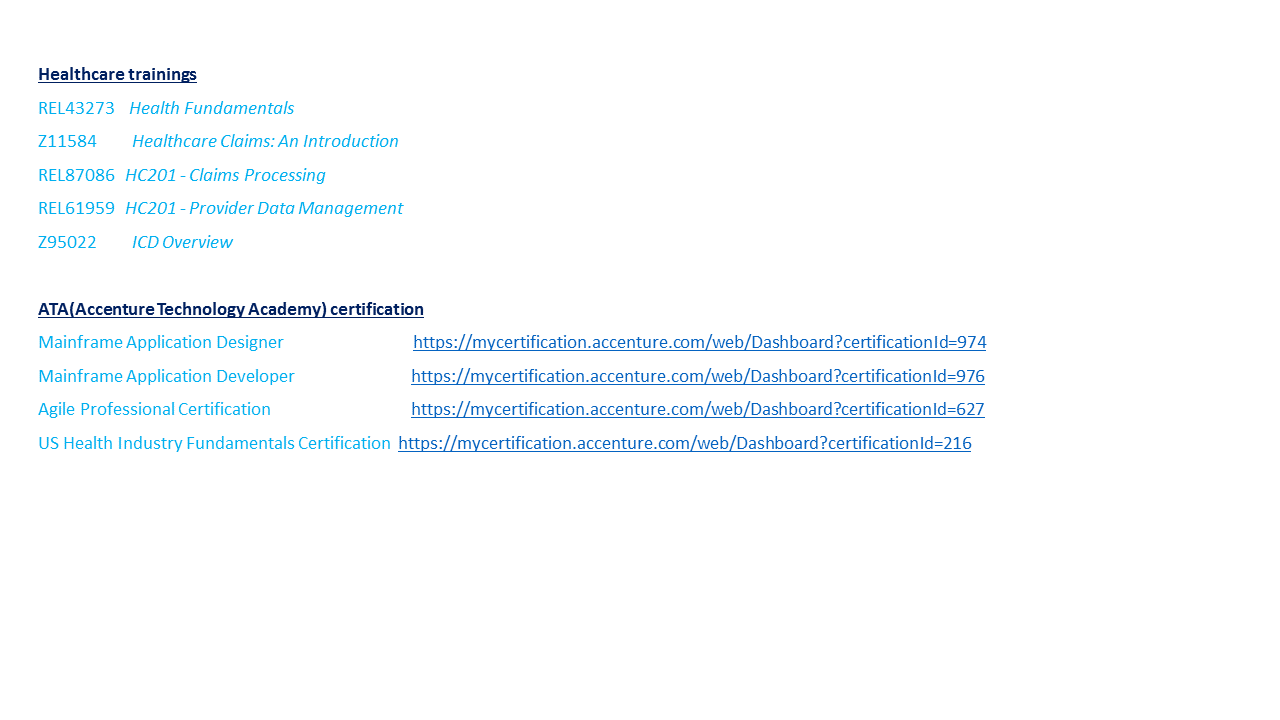 Healthcare trainings
REL43273 Health Fundamentals
Z11584 Healthcare Claims: An Introduction
REL87086 HC201 - Claims Processing
REL61959 HC201 - Provider Data Management
Z95022 ICD Overview
ATA(Accenture Technology Academy) certification
Mainframe Application Designer https://mycertification.accenture.com/web/Dashboard?certificationId=974
Mainframe Application Developer https://mycertification.accenture.com/web/Dashboard?certificationId=976
Agile Professional Certification https://mycertification.accenture.com/web/Dashboard?certificationId=627
US Health Industry Fundamentals Certification https://mycertification.accenture.com/web/Dashboard?certificationId=216